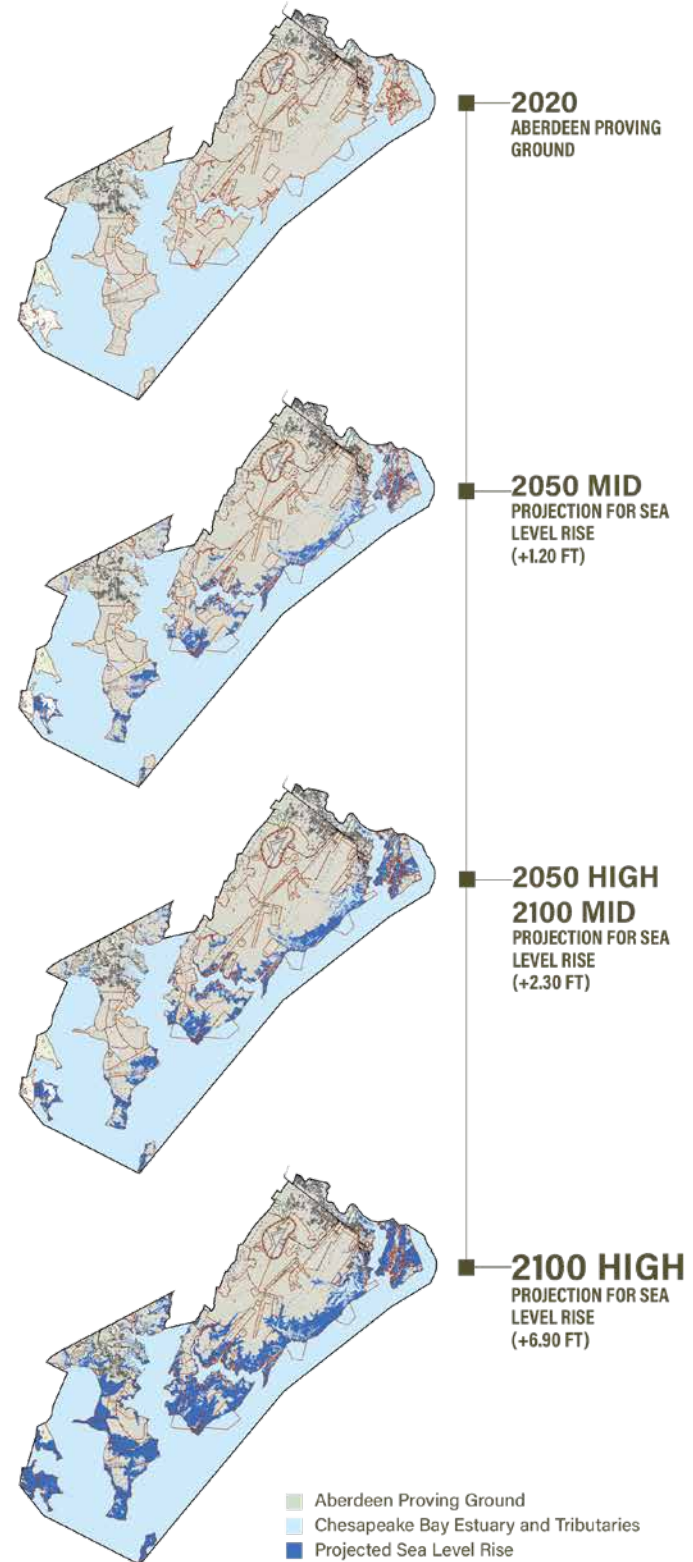 2020
ABERDEEN PROVING
GROUND
2050 MID
PROJECTION FOR SEA
LEVEL RISE
(+1.20 FT)
2050 HIGH
2100 MID
PROJECTION FOR SEA
LEVEL RISE
(+2.30 FT)
2100 HIGH
PROJECTION FOR SEA
LEVEL RISE
(+6.90 FT)
Aberdeen Proving Ground
Chesapeake Bay Estuary and Tributaries
Projected Sea Level Rise